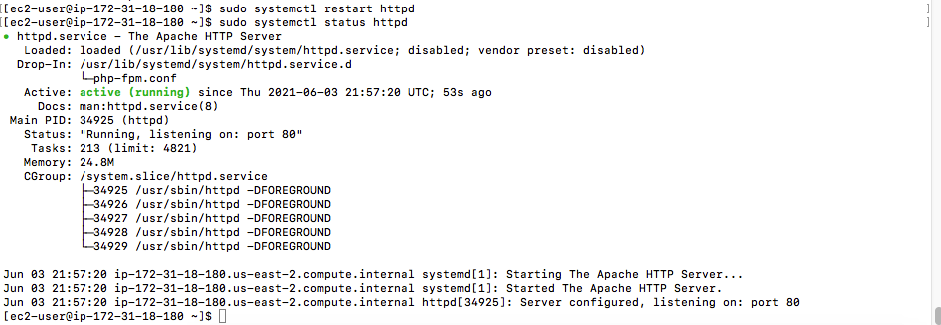 [[ec2-user@ip-172-31-18-180 ~]$ sudo systemctl restart httpd ]
[[ec2-user@ip-172-31-18-180 ~]$ sudo systemctl status httpd ]
● httpd.service - The Apache HTTP Server
Loaded: loaded (/usr/lib/systemd/system/httpd.service; disabled; vendor preset: disabled)
Drop-In: /usr/lib/systemd/system/httpd.service.d
└─php-fpm.conf
Active: active (running) since Thu 2021-06-03 21:57:20 UTC; 53s ago
Docs: man:httpd.service(8)
Main PID: 34925 (httpd)
Status: 'Running, listening on: port 80"
Tasks: 213 (limit: 4821)
Memory: 24.8M
CGroup: /system.slice/httpd.service
├─34925 /usr/sbin/httpd -DFOREGROUND
├─34926 /usr/sbin/httpd -DFOREGROUND
├─34927 /usr/sbin/httpd -DFOREGROUND
├─34928 /usr/sbin/httpd -DFOREGROUND
└─34929 /usr/sbin/httpd -DFOREGROUND
Jun 03 21:57:20 ip-172-31-18-180.us-east-2.compute.internal systemd[1]: Starting The Apache HTTP Server...
Jun 03 21:57:20 ip-172-31-18-180.us-east-2.compute.internal systemd[1]: Started The Apache HTTP Server.
Jun 03 21:57:20 ip-172-31-18-180.us-east-2.compute.internal httpd[34925]: Server configured, listening on: port 80
[ec2-user@ip-172-31-18-180 ~]$